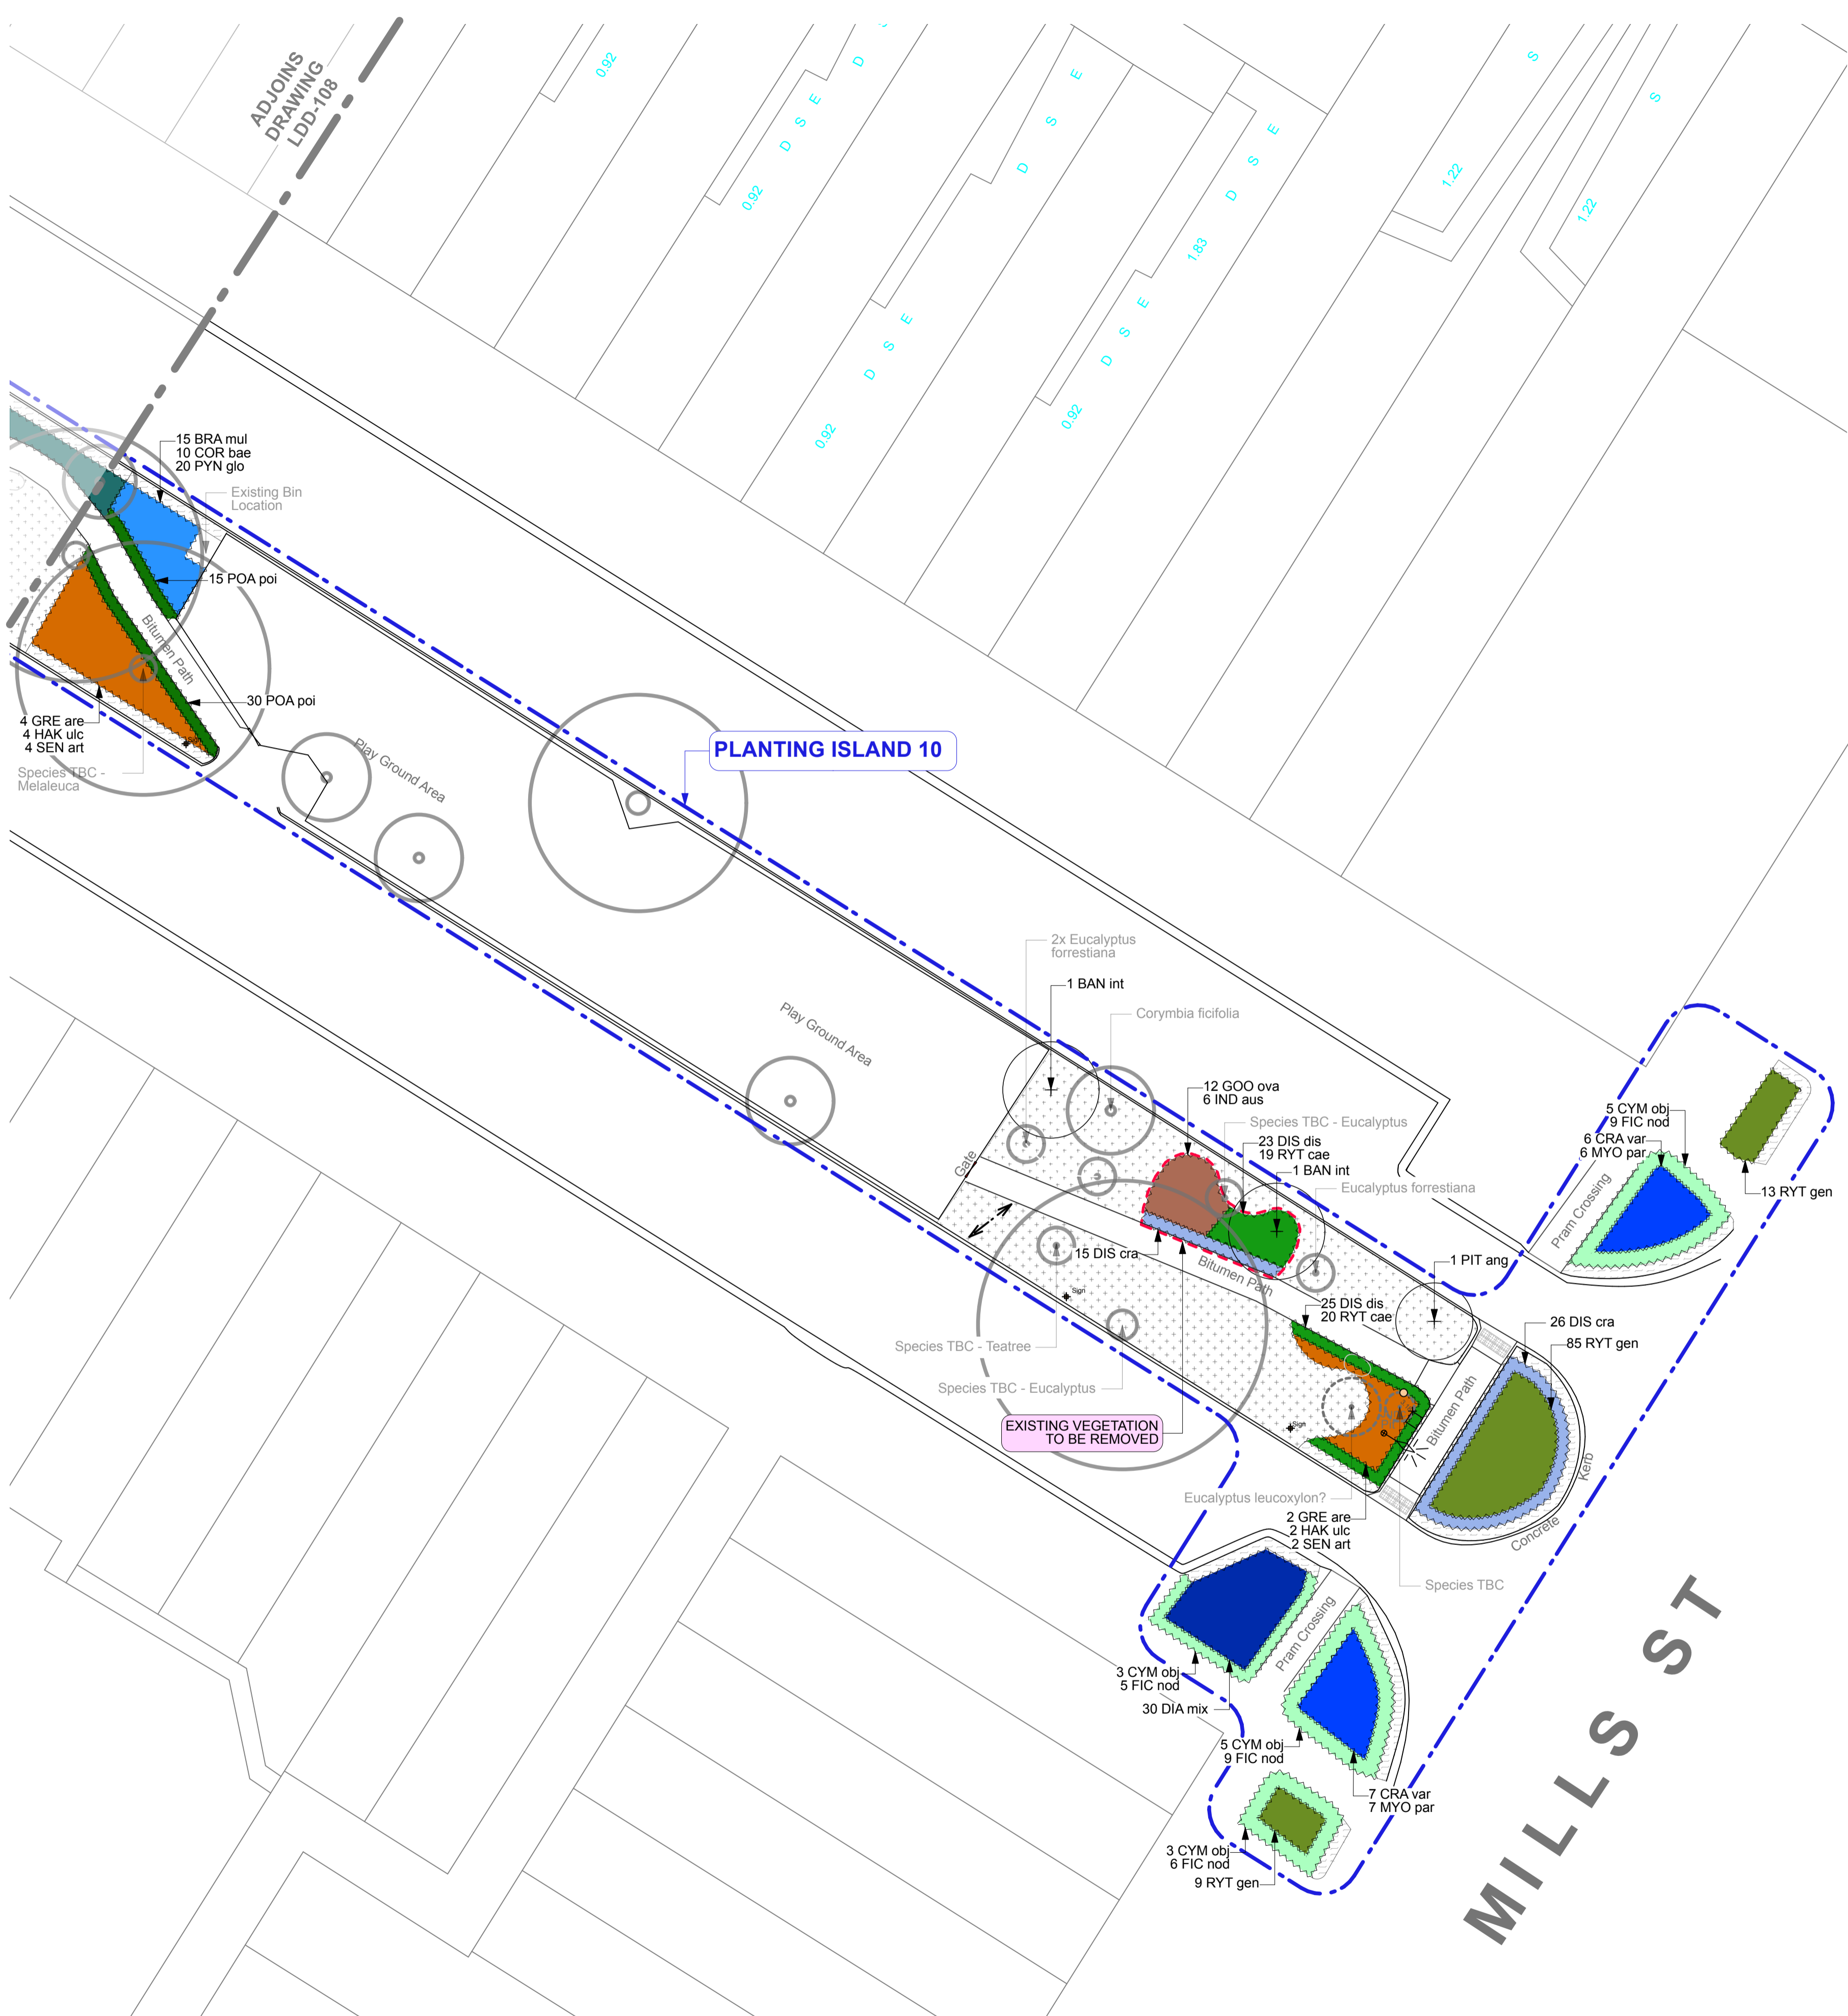 ADJOINS
DRAWING
LDD-108
0.92
D
D S E
0.92
E
S
D
E
S
D
1.83
S
1.22
S
1.22
E
S
D
0.92
E
S
D
0.92
15 BRA mul
10 COR bae
20 PYN glo
Existing Bin
Location
15 POA poi
Bitumen Path
30 POA poi
4 GRE are
4 HAK ulc
4 SEN art
Species TBC -
Melaleuca
Play Ground Area
PLANTING ISLAND 10
2x Eucalyptus
forrestiana
1 BAN int
Corymbia ficifolia
Play Ground Area
12 GOO ova
6 IND aus
Species TBC - Eucalyptus
23 DIS dis
19 RYT cae
1 BAN int
Eucalyptus forrestiana
Gate
15 DIS cra
Bitumen Path
Sign
1 PIT ang
25 DIS dis
20 RYT cae
Species TBC - Teatree
Species TBC - Eucalyptus
EXISTING VEGETATION
TO BE REMOVED
Sign
Eucalyptus leucoxylon?
2 GRE are
2 HAK ulc
2 SEN art
Species TBC
Bitumen Path
26 DIS cra
85 RYT gen
Kerb
Concrete
5 CYM obj
9 FIC nod
6 CRA var
6 MYO par
Pram Crossing
13 RYT gen
Pram Crossing
3 CYM obj
5 FIC nod
30 DIA mix
5 CYM obj
9 FIC nod
7 CRA var
7 MYO par
3 CYM obj
6 FIC nod
9 RYT gen
MILLS ST